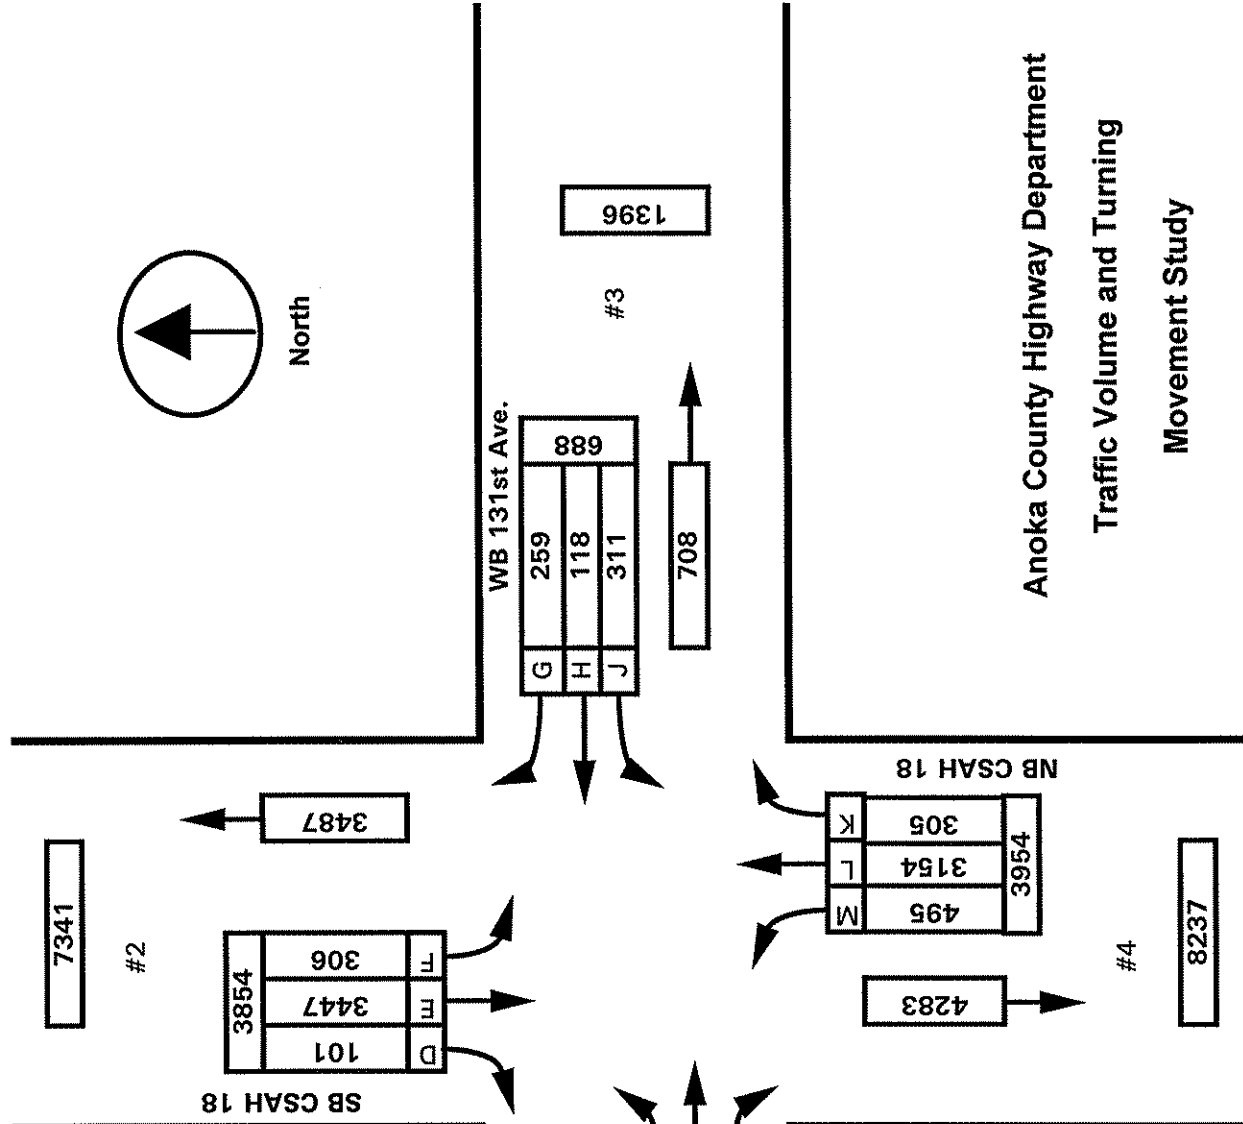 North
7341
#2
3487
SB CSAH 18
3854
101
3447
306
D
E
F
WB 131st Ave.
688
G 259
H 118
J 311
#3
1396
708
NB CSAH 18
M
L
K
495
3154
305
3954
4283
#4
8237
Anoka County Highway Department
Traffic Volume and Turning
Movement Study